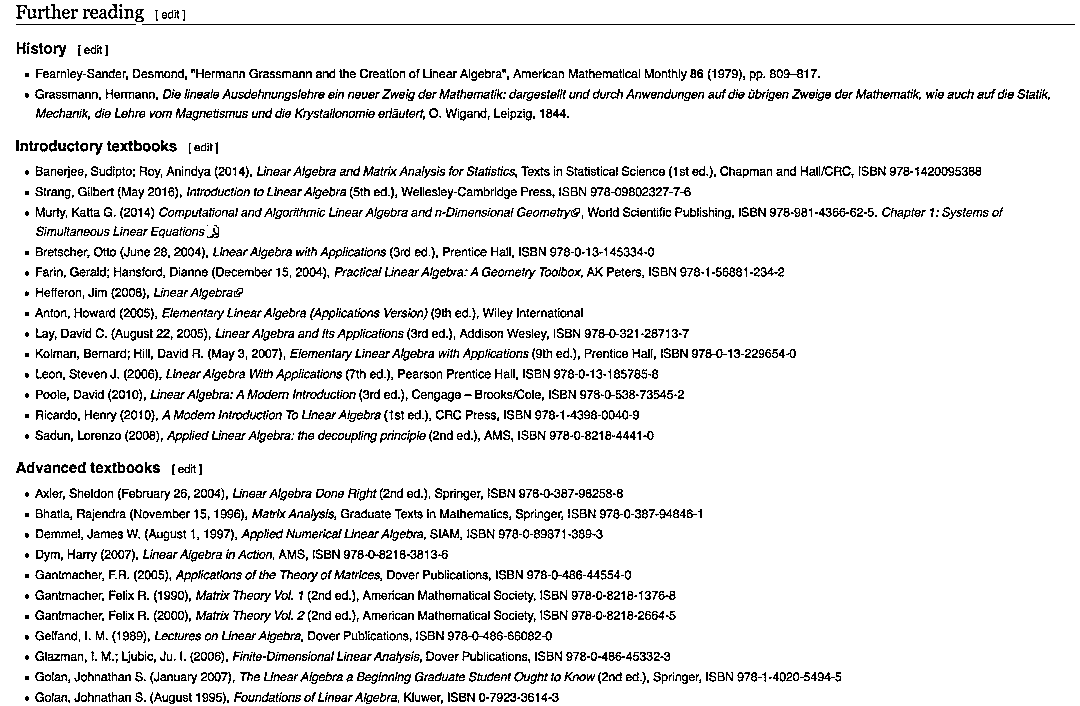 Further reading [edit]
History [edit]
Fearnley-Sander, Desmond, "Hermann Grassmann and the Creation of Linear Algebra", American Mathematical Monthly 86 (1979), pp. 809–817.
Grassmann, Hermann, Die lineale Ausdehnungslehre ein neuer Zweig der Mathematik: dargestellt und durch Anwendungen auf die übrigen Zweige der Mathematik, wie auch auf die Statik,
Mechanik, die Lehre vom Magnetismus und die Krystallonomie erläutert, O. Wigand, Leipzig, 1844.
Introductory textbooks [edit]
Banerjee, Sudipto; Roy, Anindya (2014), Linear Algebra and Matrix Analysis for Statistics, Texts in Statistical Science (1st ed.), Chapman and Hall/CRC, ISBN 978-1420095388
Strang, Gilbert (May 2016), Introduction to Linear Algebra (5th ed.), Wellesley-Cambridge Press, ISBN 978-09802327-7-6
Murty, Katta G. (2014) Computational and Algorithmic Linear Algebra and n-Dimensional Geometry, World Scientific Publishing, ISBN 978-981-4366-62-5. Chapter 1: Systems of
Simultaneous Linear Equations
Bretscher, Otto (June 28, 2004), Linear Algebra with Applications (3rd ed.), Prentice Hall, ISBN 978-0-13-145334-0
Farin, Gerald; Hansford, Dianne (December 15, 2004), Practical Linear Algebra: A Geometry Toolbox, AK Peters, ISBN 978-1-56881-234-2
Hefferon, Jim (2008), Linear Algebra
Anton, Howard (2005), Elementary Linear Algebra (Applications Version) (9th ed.), Wiley International
Lay, David C. (August 22, 2005), Linear Algebra and Its Applications (3rd ed.), Addison Wesley, ISBN 978-0-321-28713-7
Kolman, Bernard; Hill, David R. (May 3, 2007), Elementary Linear Algebra with Applications (9th ed.), Prentice Hall, ISBN 978-0-13-229654-0
Leon, Steven J. (2006), Linear Algebra With Applications (7th ed.), Pearson Prentice Hall, ISBN 978-0-13-185785-8
Poole, David (2010), Linear Algebra: A Modern Introduction (3rd ed.), Cengage – Brooks/Cole, ISBN 978-0-538-73545-2
Ricardo, Henry (2010), A Modern Introduction To Linear Algebra (1st ed.), CRC Press, ISBN 978-1-4398-0040-9
Sadun, Lorenzo (2008), Applied Linear Algebra: the decoupling principle (2nd ed.), AMS, ISBN 978-0-8218-4441-0
Advanced textbooks [edit]
Axler, Sheldon (February 26, 2004), Linear Algebra Done Right (2nd ed.), Springer, ISBN 978-0-387-98258-8
Bhatia, Rajendra (November 15, 1996), Matrix Analysis, Graduate Texts in Mathematics, Springer, ISBN 978-0-387-94846-1
Demmel, James W. (August 1, 1997), Applied Numerical Linear Algebra, SIAM, ISBN 978-0-89871-389-3
Dym, Harry (2007), Linear Algebra in Action, AMS, ISBN 978-0-8218-3813-6
Gantmacher, F.R. (2005), Applications of the Theory of Matrices, Dover Publications, ISBN 978-0-486-44554-0
Gantmacher, Felix R. (1990), Matrix Theory Vol. 1 (2nd ed.), American Mathematical Society, ISBN 978-0-8218-1376-8
Gantmacher, Felix R. (2000), Matrix Theory Vol. 2 (2nd ed.), American Mathematical Society, ISBN 978-0-8218-2664-5
Gelfand, I. M. (1989), Lectures on Linear Algebra, Dover Publications, ISBN 978-0-486-66082-0
Glazman, I. M.; Ljubic, Ju. I. (2006), Finite-Dimensional Linear Analysis, Dover Publications, ISBN 978-0-486-45332-3
Golan, Johnathan S. (January 2007), The Linear Algebra a Beginning Graduate Student Ought to Know (2nd ed.), Springer, ISBN 978-1-4020-5494-5
Golan, Johnathan S. (August 1995), Foundations of Linear Algebra, Kluwer, ISBN 0-7923-3614-3